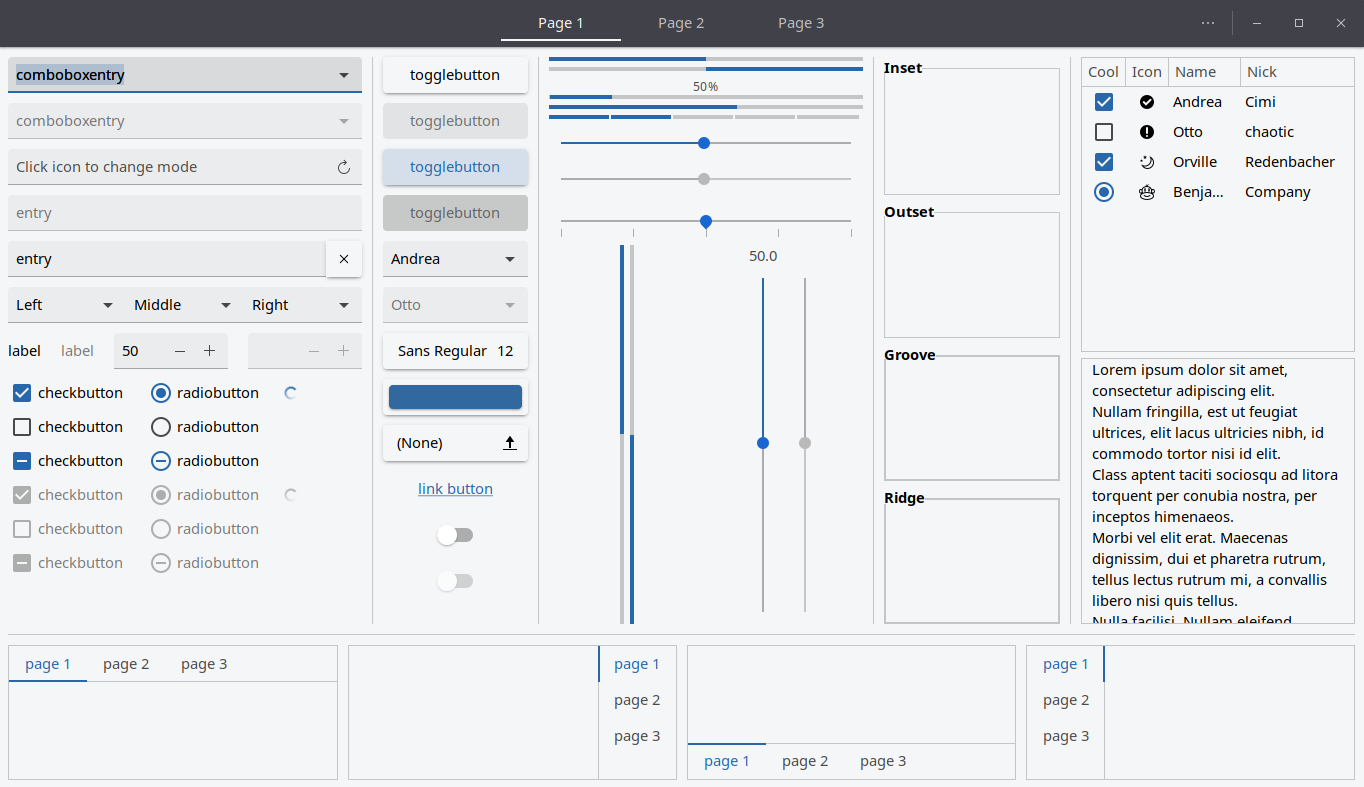 Page 1 Page 2 Page 3
comboboxentry
comboboxentry
Click icon to change mode
entry
entry
Left Middle Right
label label 50
checkbutton radiobutton
checkbutton radiobutton
checkbutton radiobutton
checkbutton radiobutton
checkbutton radiobutton
checkbutton radiobutton
togglebutton
togglebutton
togglebutton
togglebutton
Andrea
Otto
Sans Regular 12
(None)
link button
50%
50.0
Inset
Outset
Groove
Ridge
Cool Icon Name Nick
Andrea Cimi
Otto chaotic
Orville Redenbacher
Benja... Company
Lorem ipsum dolor sit amet,
consectetur adipiscing elit.
Nullam fringilla, est ut feugiat
ultrices, elit lacus ultricies nibh, id
commodo tortor nisi id elit.
Class aptent taciti sociosqu ad litora
torquent per conubia nostra, per
inceptos himenaeos.
Morbi vel elit erat. Maecenas
dignissim, dui et pharetra rutrum,
tellus lectus rutrum mi, a convallis
libero nisi quis tellus.
Nulla facilisi. Nullam eleifend
page 1 page 2 page 3
page 1
page 2
page 3
page 1 page 2 page 3
page 1
page 2
page 3